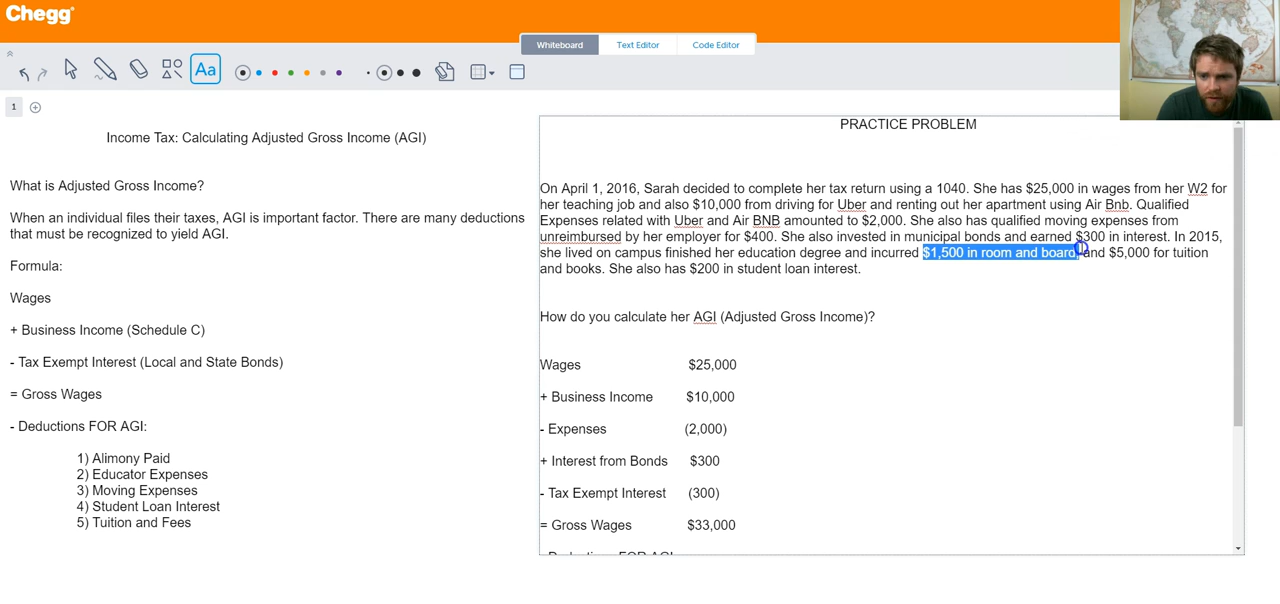 Chegg
Whiteboard
Text Editor
Code Editor
Aa
1
Income Tax: Calculating Adjusted Gross Income (AGI)
What is Adjusted Gross Income?
When an individual files their taxes, AGI is important factor. There are many deductions
that must be recognized to yield AGI.
Formula:
Wages
+ Business Income (Schedule C)
- Tax Exempt Interest (Local and State Bonds)
= Gross Wages
- Deductions FOR AGI:
1) Alimony Paid
2) Educator Expenses
3) Moving Expenses
4) Student Loan Interest
5) Tuition and Fees
PRACTICE PROBLEM
On April 1, 2016, Sarah decided to complete her tax return using a 1040. She has $25,000 in wages from her W2 for
her teaching job and also $10,000 from driving for Uber and renting out her apartment using Air Bnb. Qualified
Expenses related with Uber and Air BNB amounted to $2,000. She also has qualified moving expenses from
unreimbursed by her employer for $400. She also invested in municipal bonds and earned $300 in interest. In 2015,
she lived on campus finished her education degree and incurred $1,500 in room and board, and $5,000 for tuition
and books. She also has $200 in student loan interest.
How do you calculate her AGI (Adjusted Gross Income)?
Wages $25,000
+ Business Income $10,000
- Expenses (2,000)
+ Interest from Bonds $300
- Tax Exempt Interest (300)
= Gross Wages $33,000
- Deductions FOR AGI